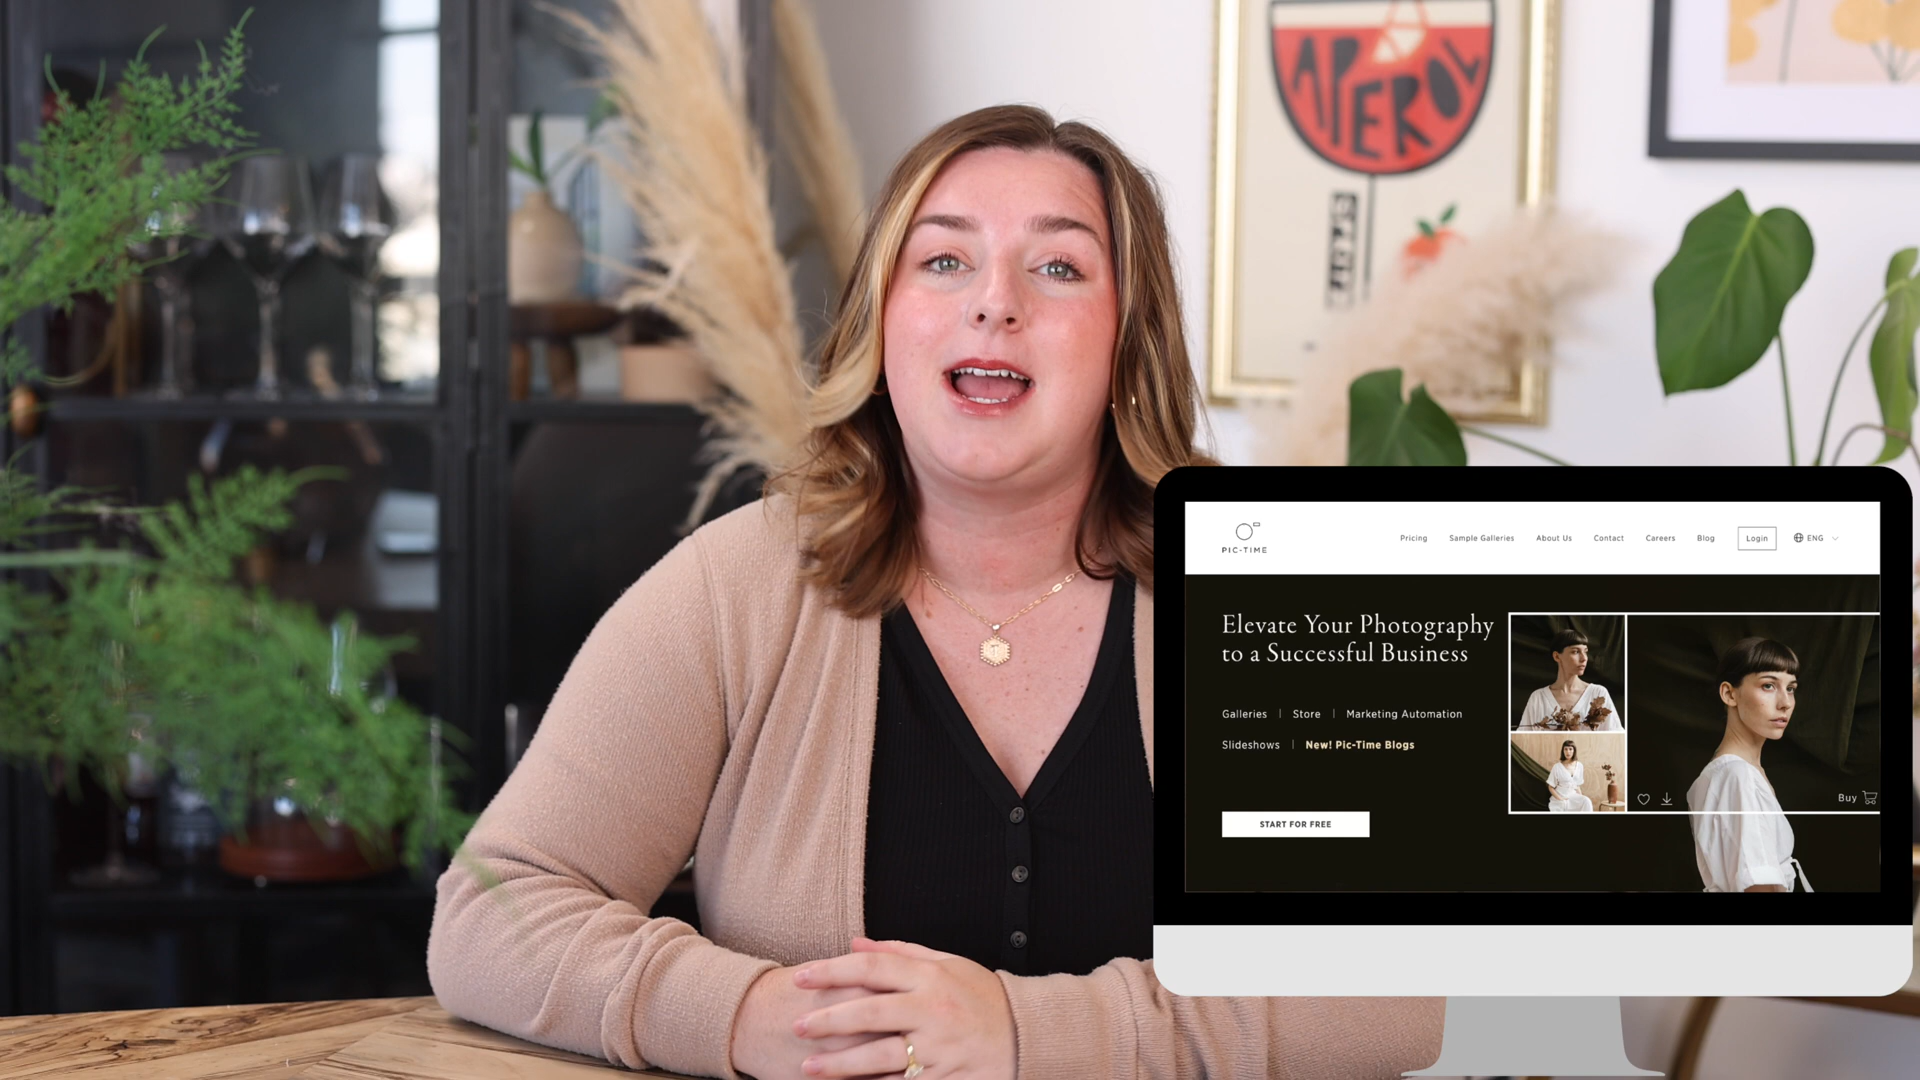 APEROL
PIC-TIME
Pricing
Sample Galleries
About Us
Contact
Careers
Blog
Login
ENG
Elevate Your Photography
to a Successful Business
Galleries | Store | Marketing Automation
Slideshows | New! Pic-Time Blogs
Buy
START FOR FREE